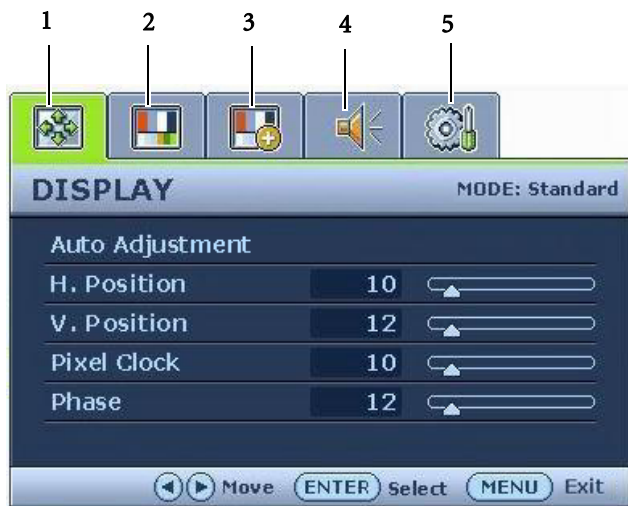 1 2 3 4 5
DISPLAY MODE: Standard
Auto Adjustment
H. Position 10
V. Position 12
Pixel Clock 10
Phase 12
Move ENTER Select MENU Exit